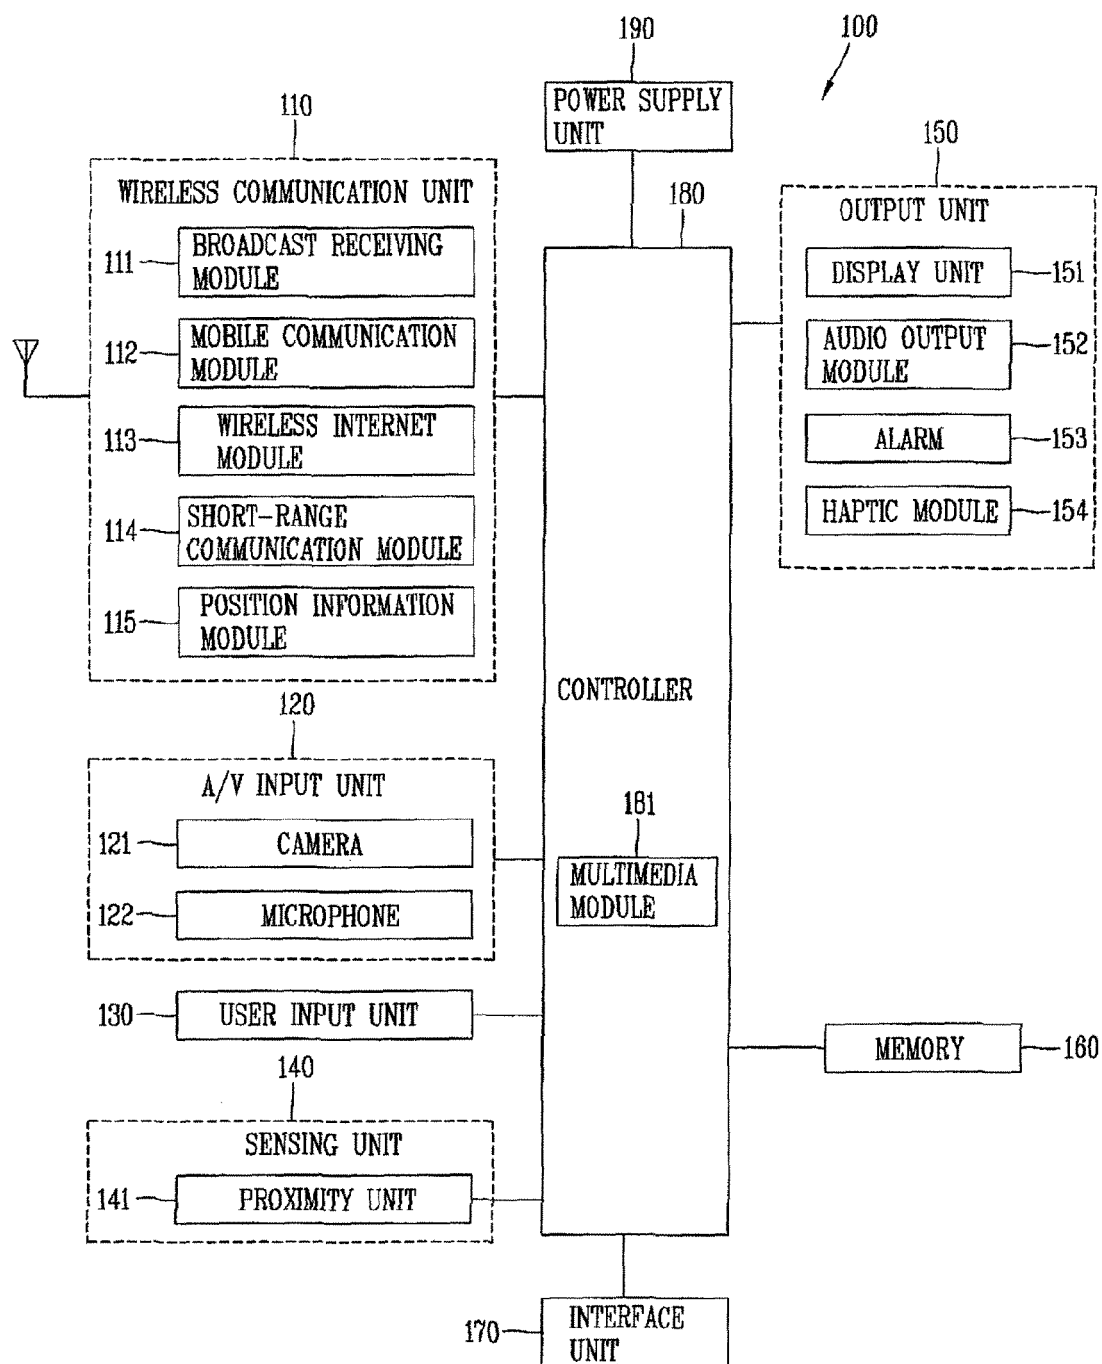 100
190
POWER SUPPLY
UNIT
110
WIRELESS COMMUNICATION UNIT
111
BROADCAST RECEIVING
MODULE
112
MOBILE COMMUNICATION
MODULE
113
WIRELESS INTERNET
MODULE
114
SHORT-RANGE
COMMUNICATION MODULE
115
POSITION INFORMATION
MODULE
120
A/V INPUT UNIT
121
CAMERA
122
MICROPHONE
130
USER INPUT UNIT
140
SENSING UNIT
141
PROXIMITY UNIT
180
CONTROLLER
181
MULTIMEDIA
MODULE
150
OUTPUT UNIT
DISPLAY UNIT
151
AUDIO OUTPUT
MODULE
152
ALARM
153
HAPTIC MODULE
154
MEMORY
160
170
INTERFACE
UNIT